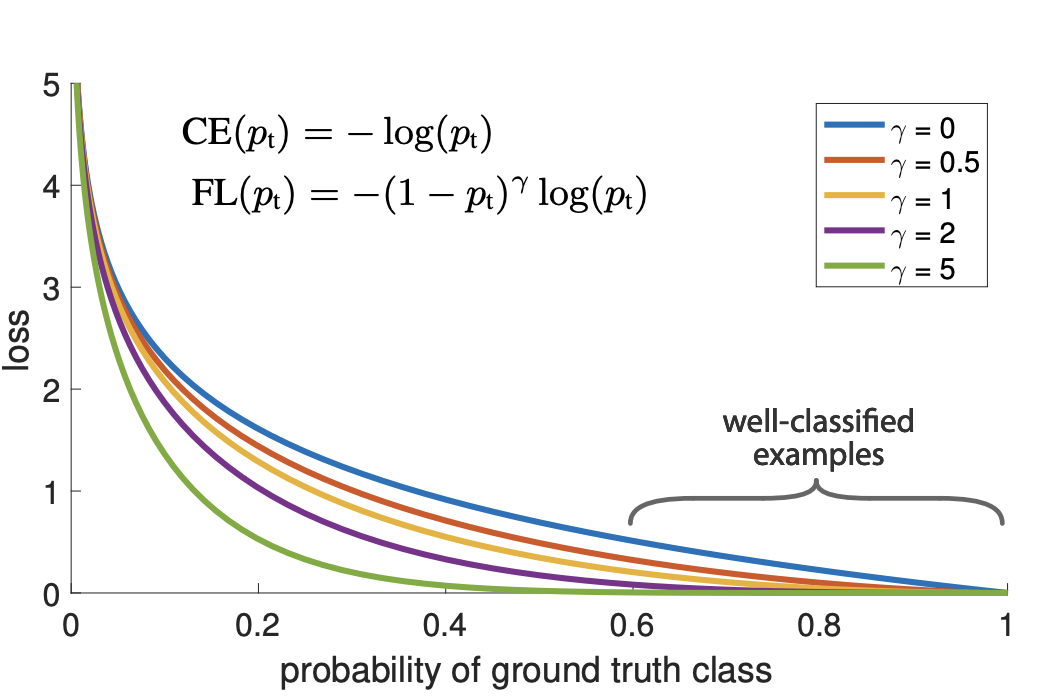 CE(pt) = − log(pt)
FL(pt) = −(1 − pt)^γ log(pt)
γ = 0
γ = 0.5
γ = 1
γ = 2
γ = 5
well-classified
examples
5
4
3
2
1
0
loss
0
0.2
0.4
0.6
0.8
1
probability of ground truth class